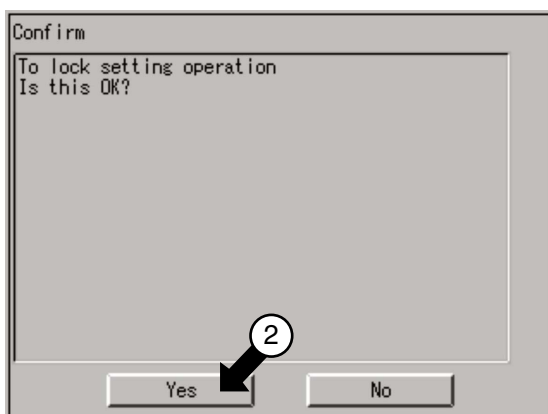 Confirm
To lock setting operation
Is this OK?
2
Yes
No